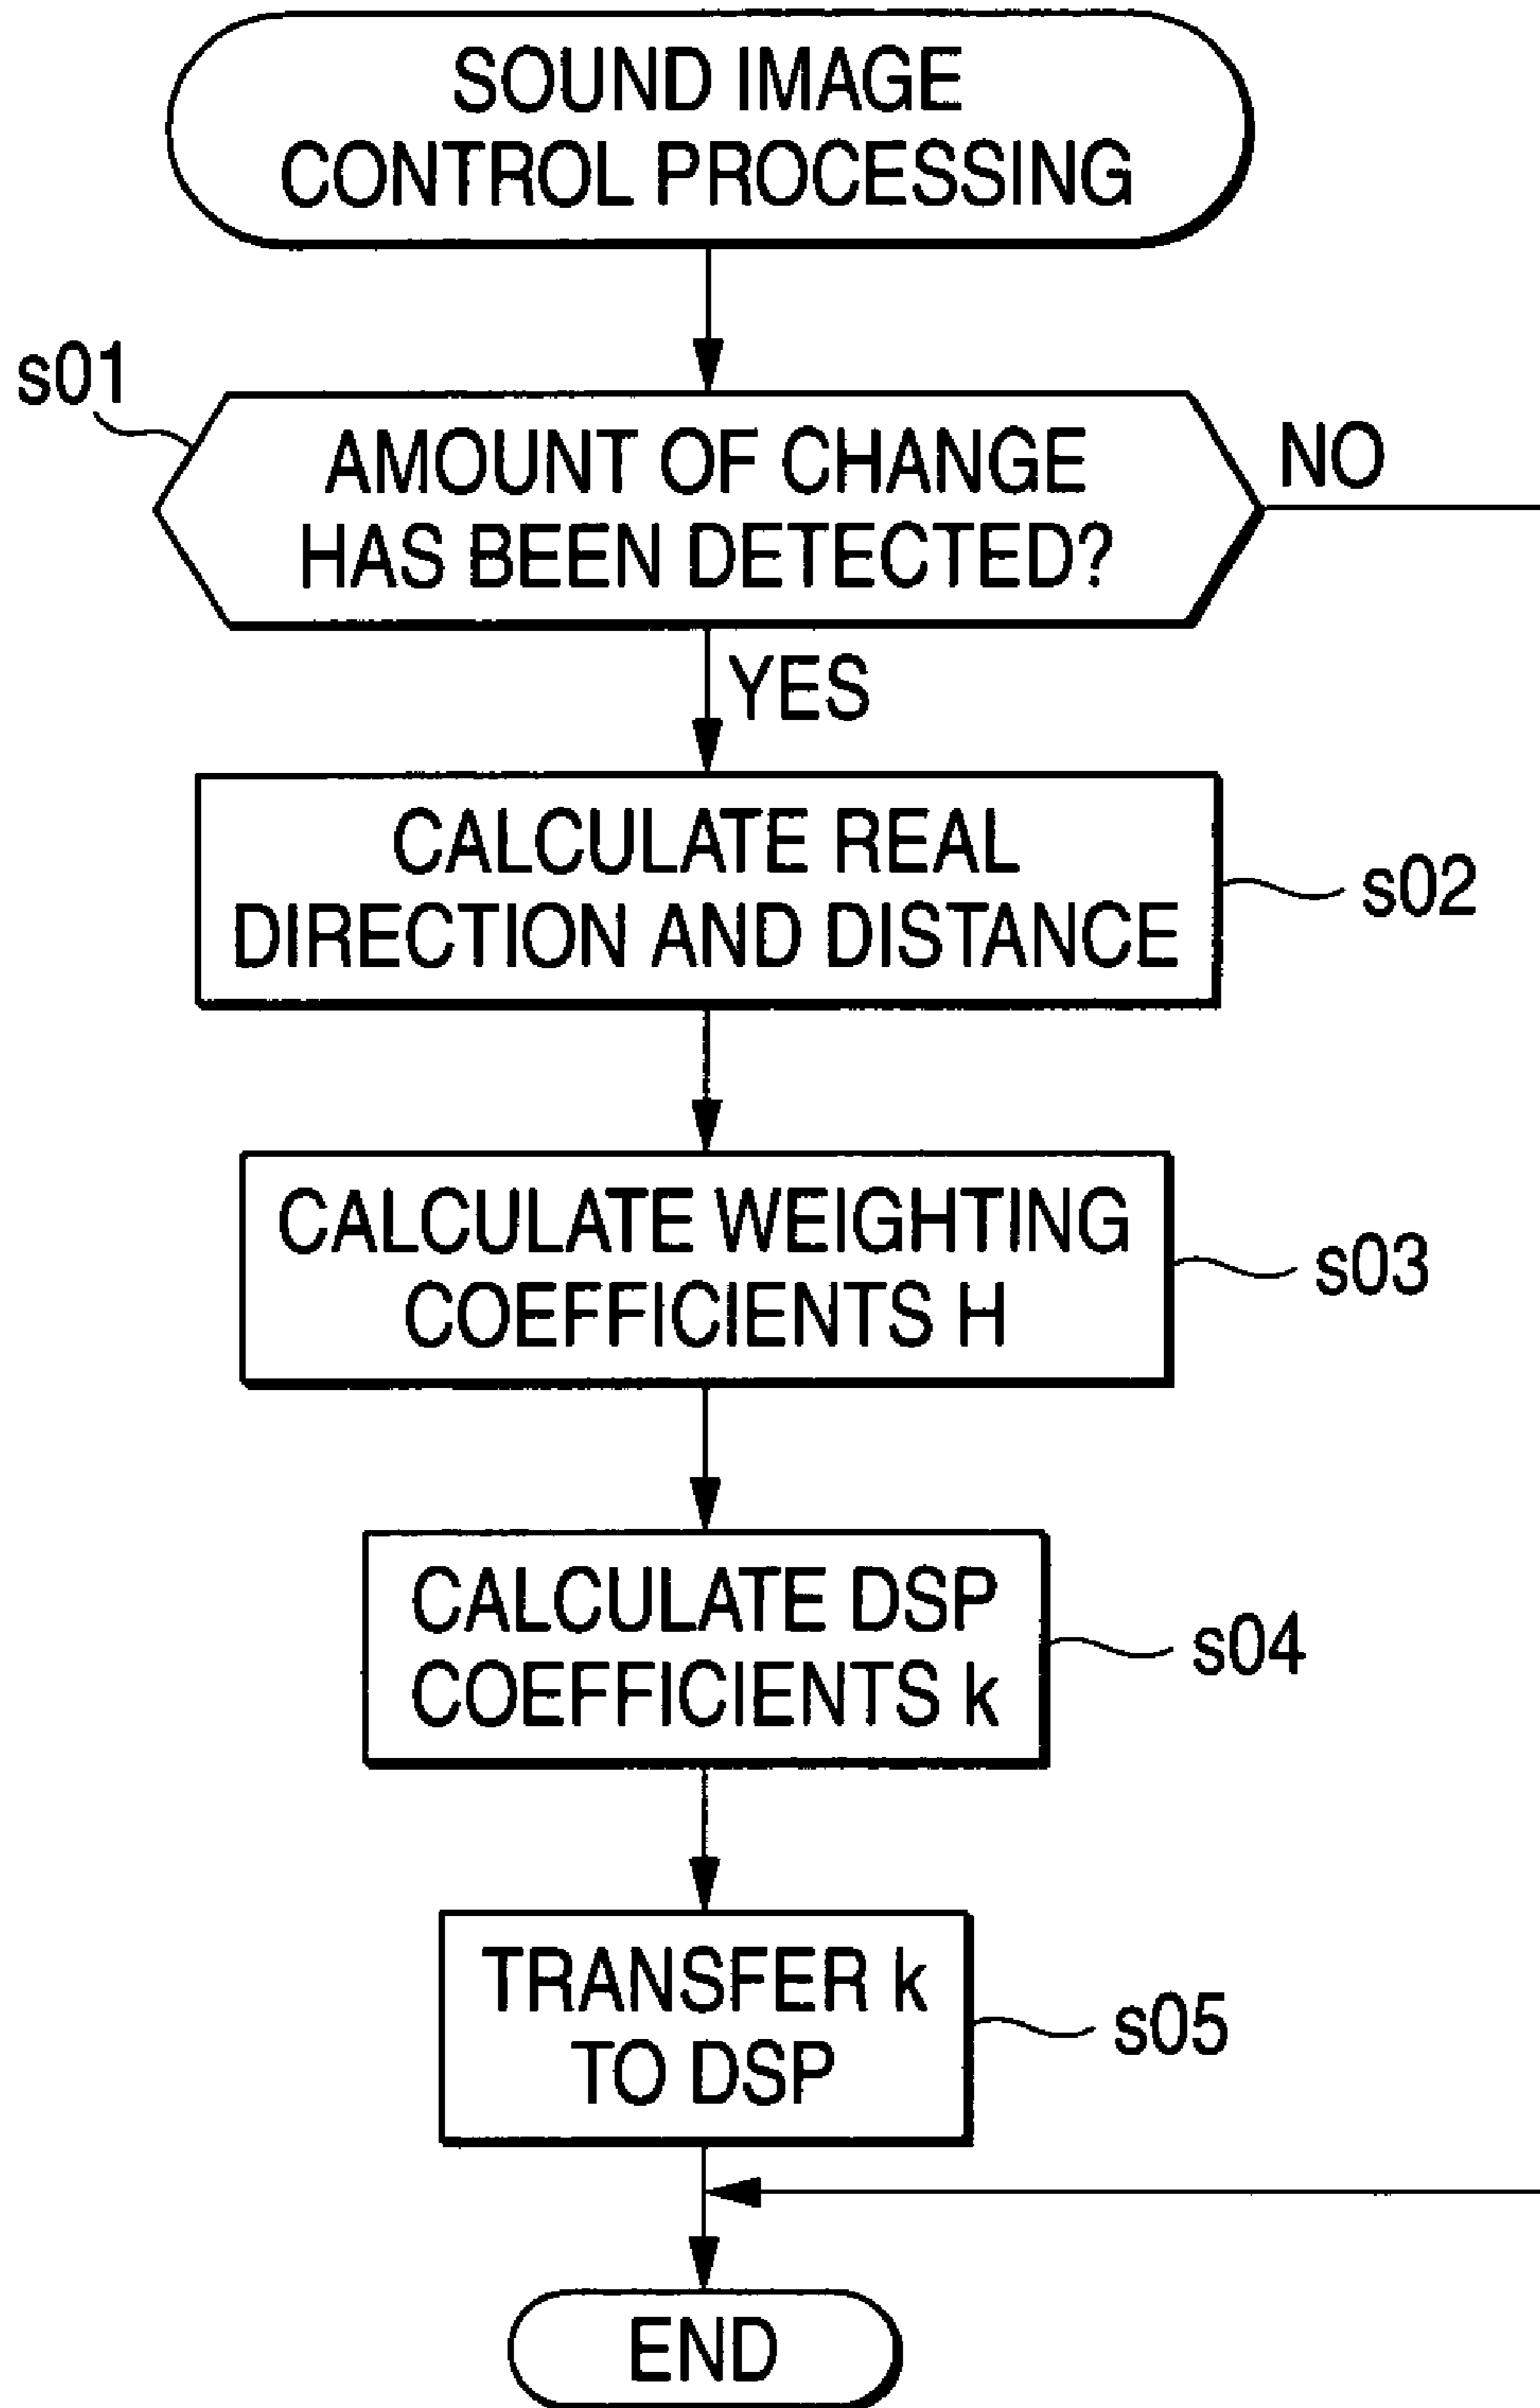 SOUND IMAGE
CONTROL PROCESSING
s01
AMOUNT OF CHANGE
HAS BEEN DETECTED?
NO
YES
CALCULATE REAL
DIRECTION AND DISTANCE
s02
CALCULATE WEIGHTING
COEFFICIENTS H
s03
CALCULATE DSP
COEFFICIENTS k
s04
TRANSFER k
TO DSP
s05
END